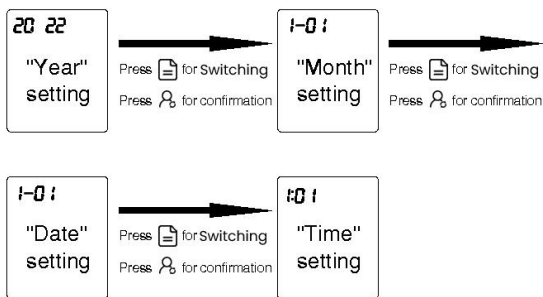 20 22
"Year"
setting
Press for Switching
Press for confirmation
1-01
"Month"
setting
Press for Switching
Press for confirmation
1-01
"Date"
setting
Press for Switching
Press for confirmation
1:01
"Time"
setting